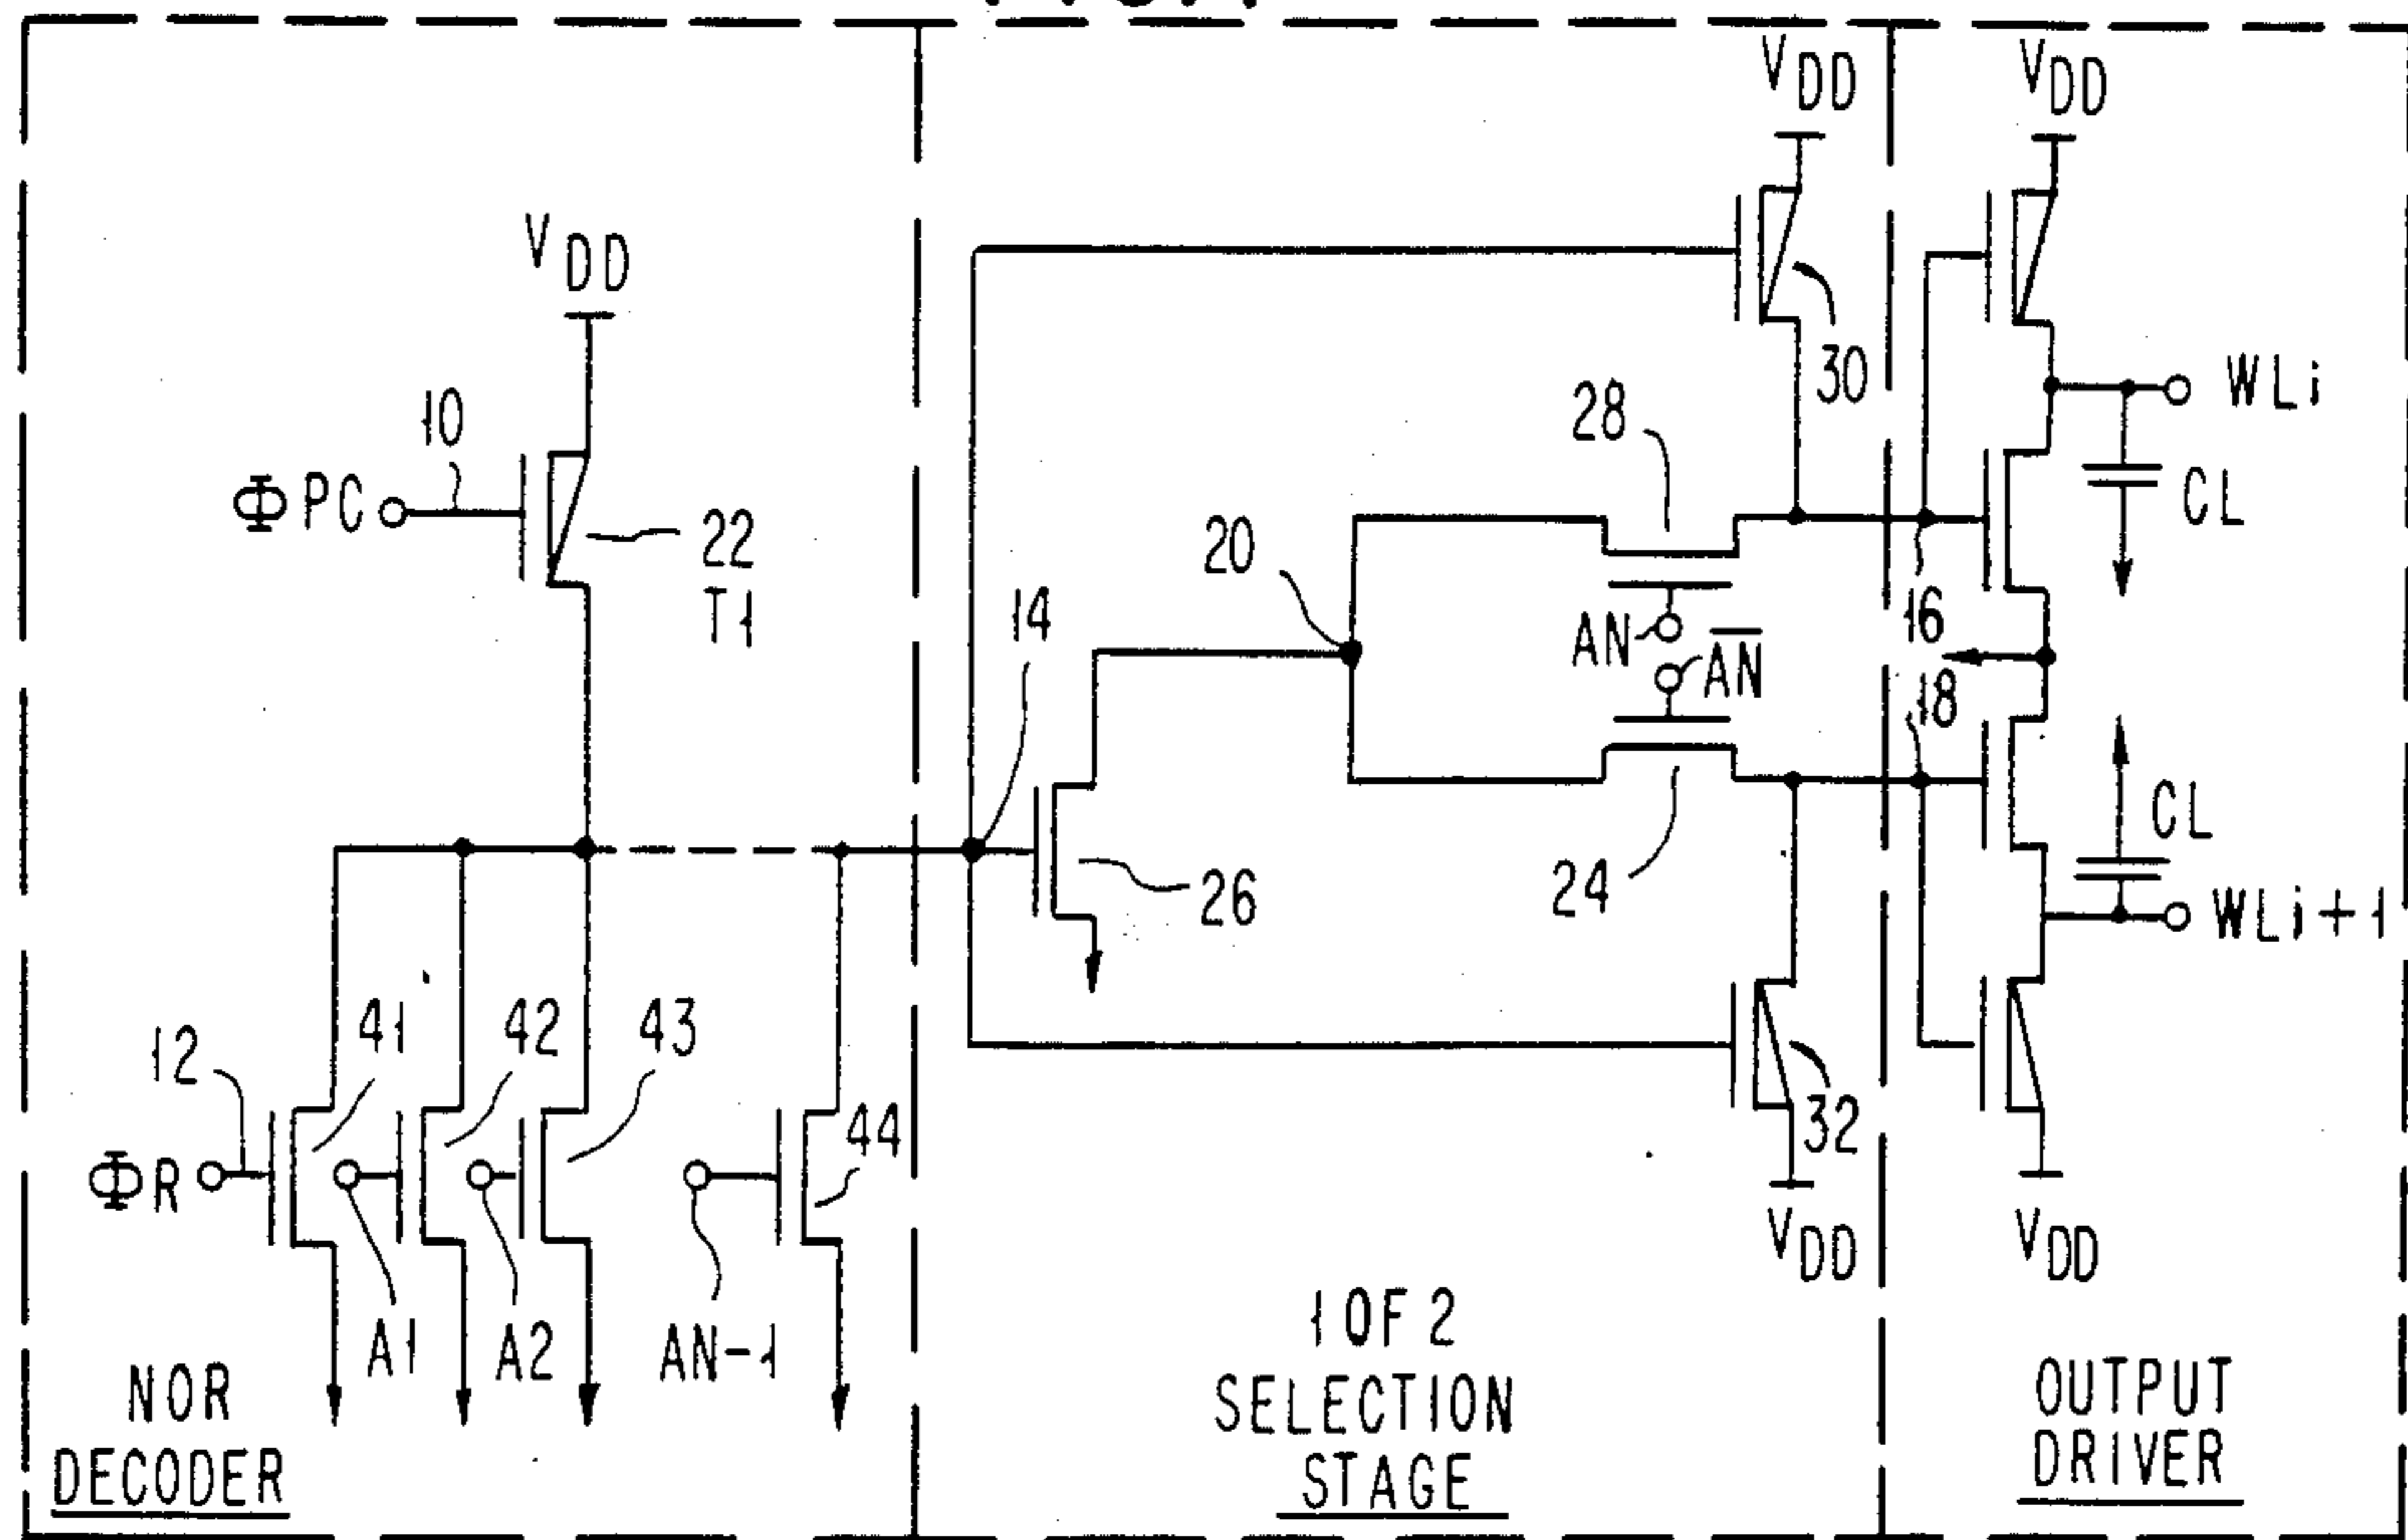 VDD
VDD
VDD
10
ΦPC
22
T1
30
WLi
28
CL
20
14
AN
A̅N̅
16
18
CL
24
26
WLi+1
12
41
42
43
44
32
ΦR
VDD
VDD
A1
A2
AN-1
NOR
DECODER
1 OF 2
SELECTION
STAGE
OUTPUT
DRIVER